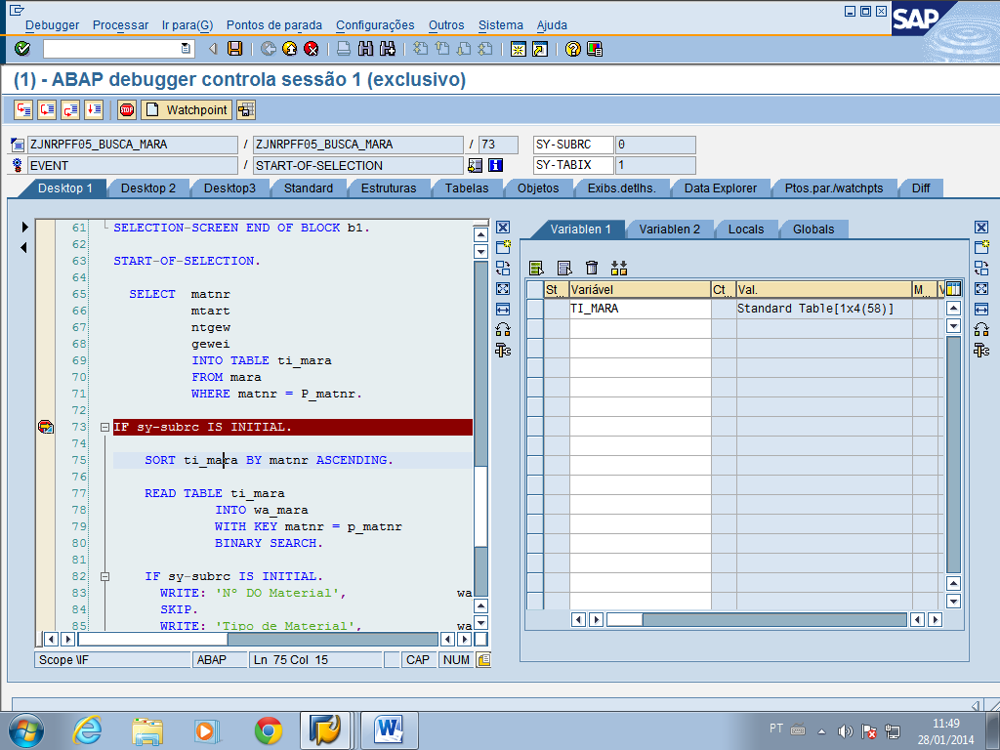 Debugger Processar Ir para(G) Pontos de parada Configurações Outros Sistema Ajuda
SAP
(1) - ABAP debugger controla sessão 1 (exclusivo)
Watchpoint
ZJNRPFF05_BUSCA_MARA / ZJNRPFF05_BUSCA_MARA / 73 SY-SUBRC 0
EVENT / START-OF-SELECTION SY-TABIX 1
Desktop 1 Desktop 2 Desktop3 Standard Estruturas Tabelas Objetos Exibs.detlhs. Data Explorer Ptos.par./watchpts Diff
61 SELECTION-SCREEN END OF BLOCK b1.
62
63 START-OF-SELECTION.
64
65 SELECT matnr
66 mtart
67 ntgew
68 gewei
69 INTO TABLE ti_mara
70 FROM mara
71 WHERE matnr = P_matnr.
72
73 IF sy-subrc IS INITIAL.
74
75 SORT ti_mara BY matnr ASCENDING.
76
77 READ TABLE ti_mara
78 INTO wa_mara
79 WITH KEY matnr = p_matnr
80 BINARY SEARCH.
81
82 IF sy-subrc IS INITIAL.
83 WRITE: 'Nº DO Material', wa
84 SKIP.
85 WRITE: 'Tipo de Material', wa
Scope \IF ABAP Ln 75 Col 15 CAP NUM
Variablen 1 Variablen 2 Locals Globals
St... Variável Ct... Val. M... V
TI_MARA Standard Table[1x4(58)]
PT 11:49
28/01/2014